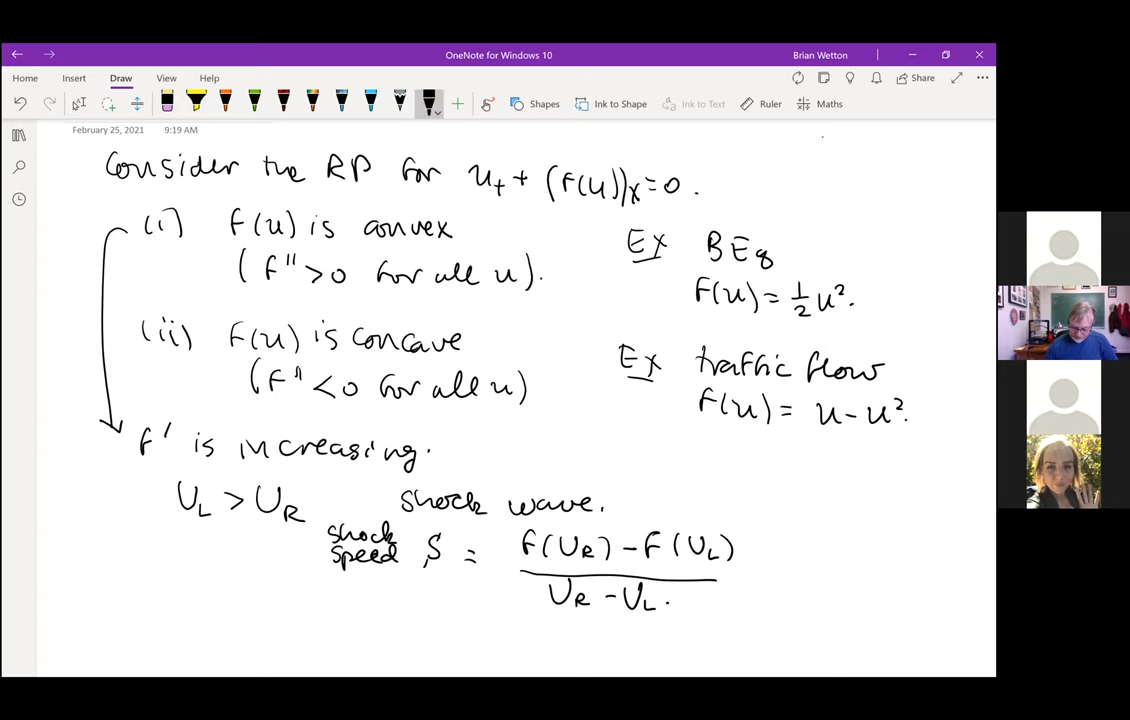 OneNote for Windows 10
Brian Wetton
Home Insert Draw View Help
Share
Shapes Ink to Shape Ink to Text Ruler Maths
February 25, 2021 9:19 AM
Consider the RP for u_t + (f(u))_x = 0.
(i) f(u) is convex
(f'' > 0 for all u).
Ex BEq
f(u) = 1/2 u².
(ii) f(u) is concave
(f'' < 0 for all u)
Ex traffic flow
f(u) = u - u².
f' is increasing.
U_L > U_R shock wave.
shock speed S = f(U_R) - f(U_L)
U_R - U_L.